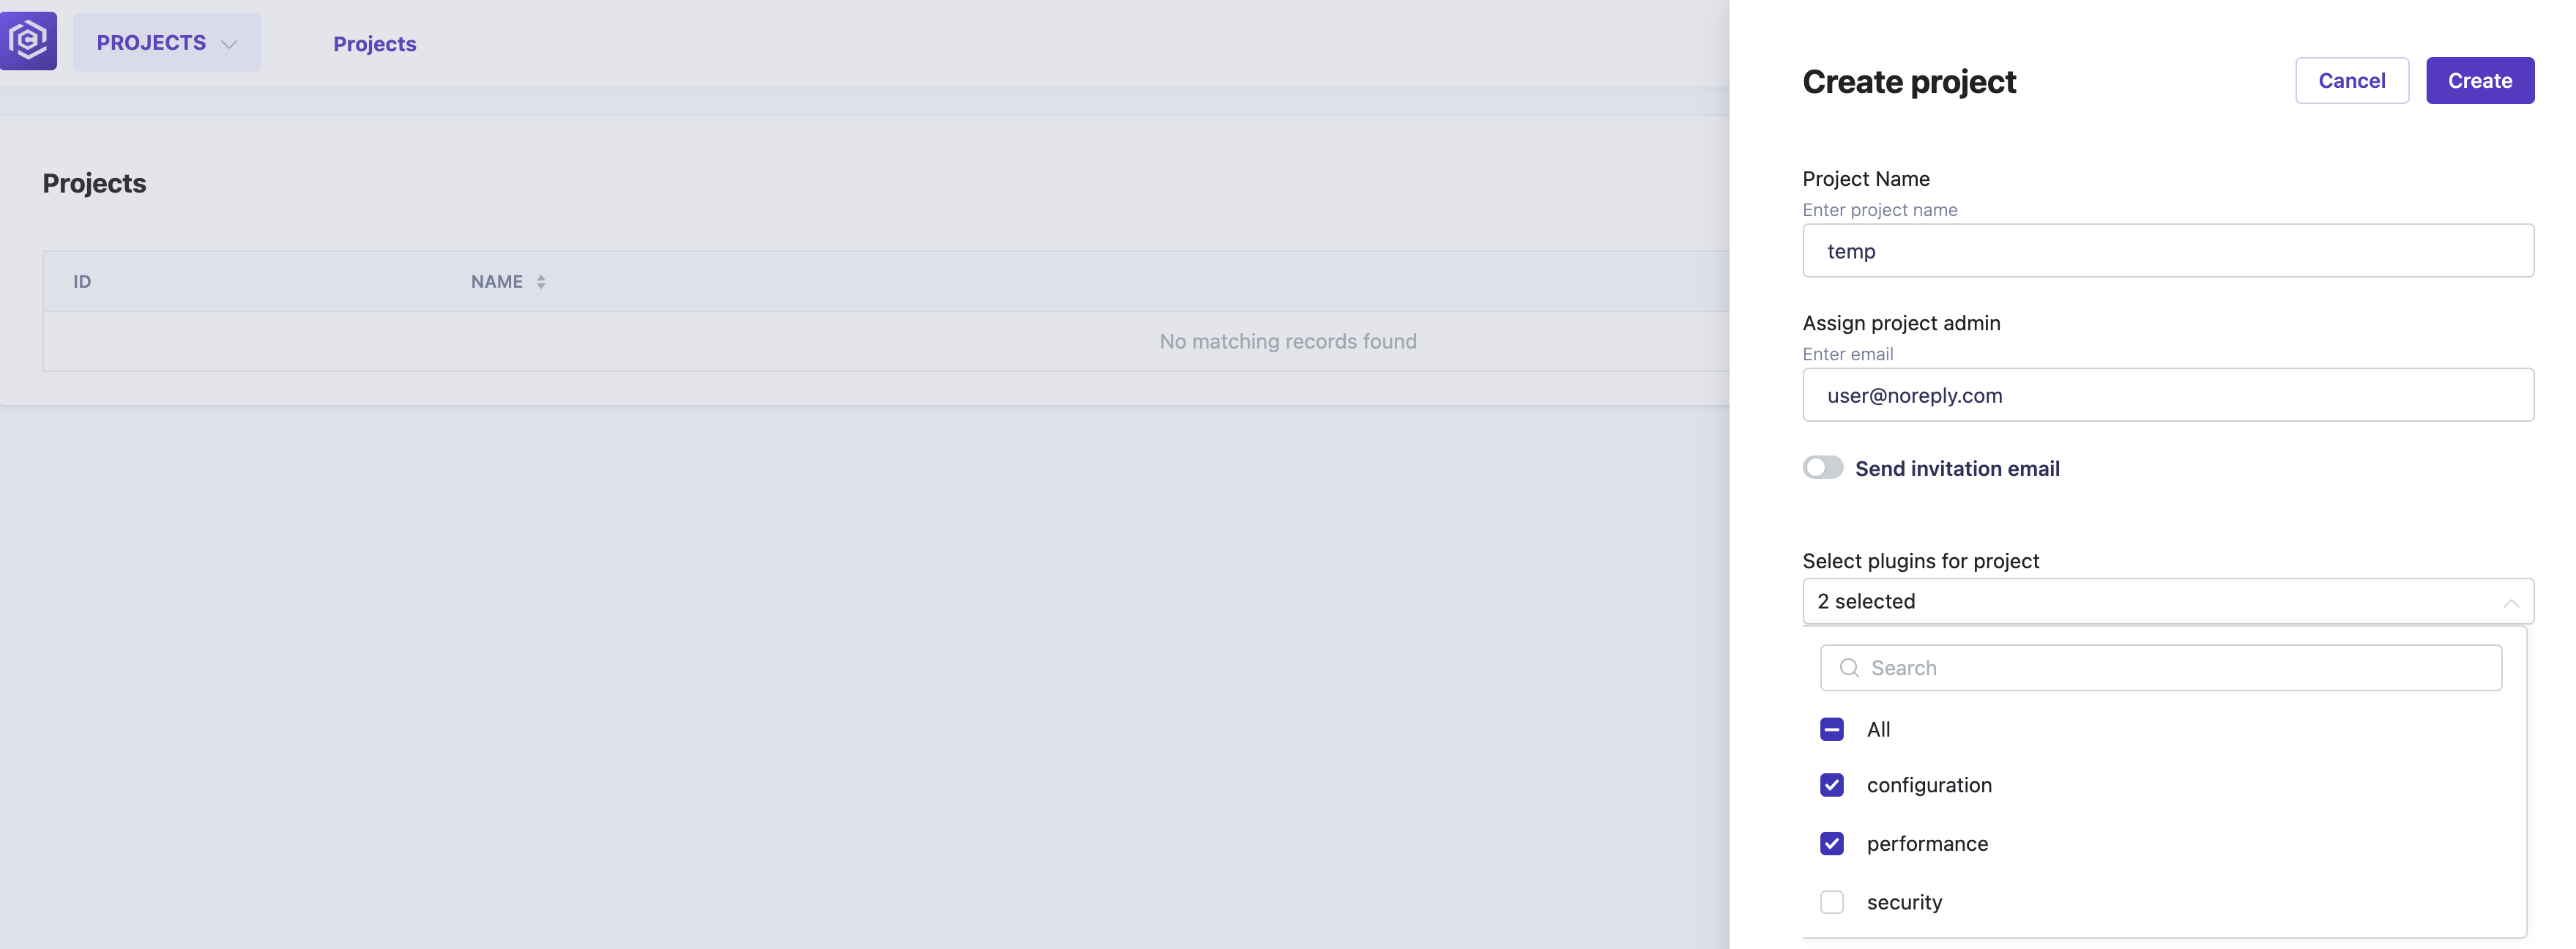 PROJECTS
Projects
Projects
ID
NAME
No matching records found
Create project
Cancel
Create
Project Name
Enter project name
temp
Assign project admin
Enter email
user@noreply.com
Send invitation email
Select plugins for project
2 selected
Search
All
configuration
performance
security